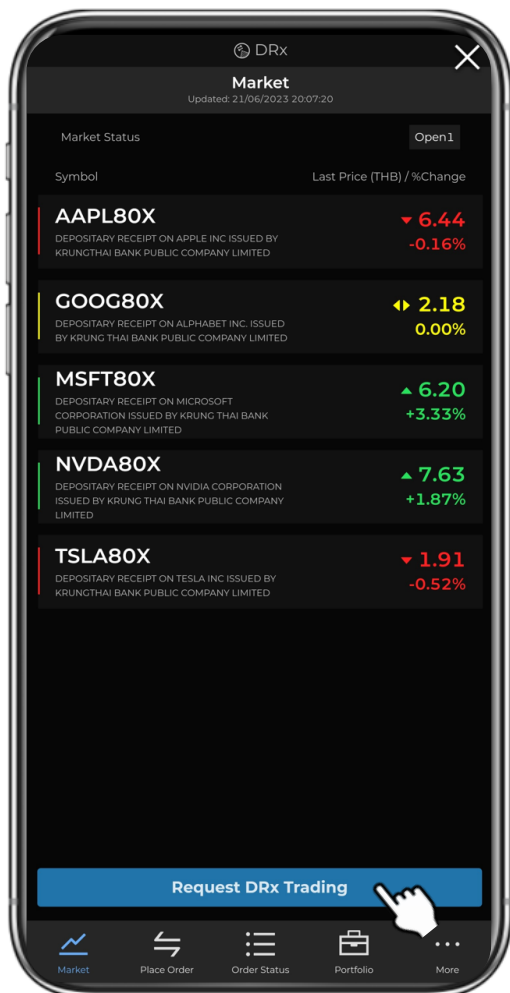 DRx
Market
Updated: 21/06/2023 20:07:20
Market Status Open1
Symbol Last Price (THB) / %Change
AAPL80X 6.44
DEPOSITARY RECEIPT ON APPLE INC ISSUED BY -0.16%
KRUNGTHAI BANK PUBLIC COMPANY LIMITED
GOOG80X 2.18
DEPOSITARY RECEIPT ON ALPHABET INC. ISSUED 0.00%
BY KRUNG THAI BANK PUBLIC COMPANY LIMITED
MSFT80X 6.20
DEPOSITARY RECEIPT ON MICROSOFT
CORPORATION ISSUED BY KRUNG THAI BANK +3.33%
PUBLIC COMPANY LIMITED
NVDA80X 7.63
DEPOSITARY RECEIPT ON NVIDIA CORPORATION
ISSUED BY KRUNG THAI BANK PUBLIC COMPANY +1.87%
LIMITED
TSLA80X 1.91
DEPOSITARY RECEIPT ON TESLA INC ISSUED BY -0.52%
KRUNGTHAI BANK PUBLIC COMPANY LIMITED
Request DRx Trading
Market Place Order Order Status Portfolio More